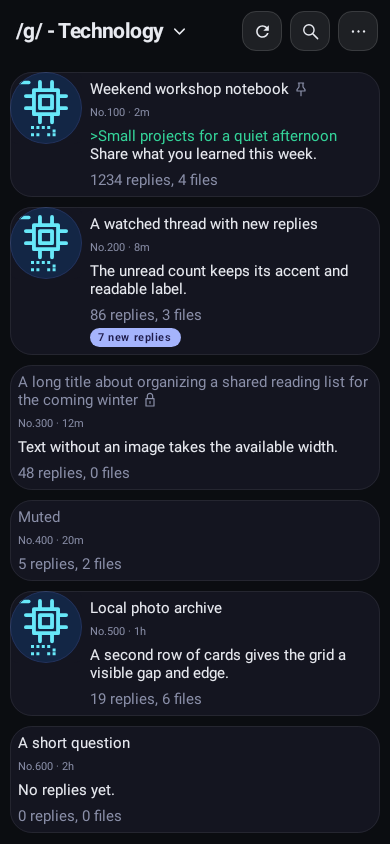 /g/ - Technology
Weekend workshop notebook
No.100 · 2m
>Small projects for a quiet afternoon
Share what you learned this week.
1234 replies, 4 files
A watched thread with new replies
No.200 · 8m
The unread count keeps its accent and
readable label.
86 replies, 3 files
7 new replies
A long title about organizing a shared reading list for
the coming winter
No.300 · 12m
Text without an image takes the available width.
48 replies, 0 files
Muted
No.400 · 20m
5 replies, 2 files
Local photo archive
No.500 · 1h
A second row of cards gives the grid a
visible gap and edge.
19 replies, 6 files
A short question
No.600 · 2h
No replies yet.
0 replies, 0 files